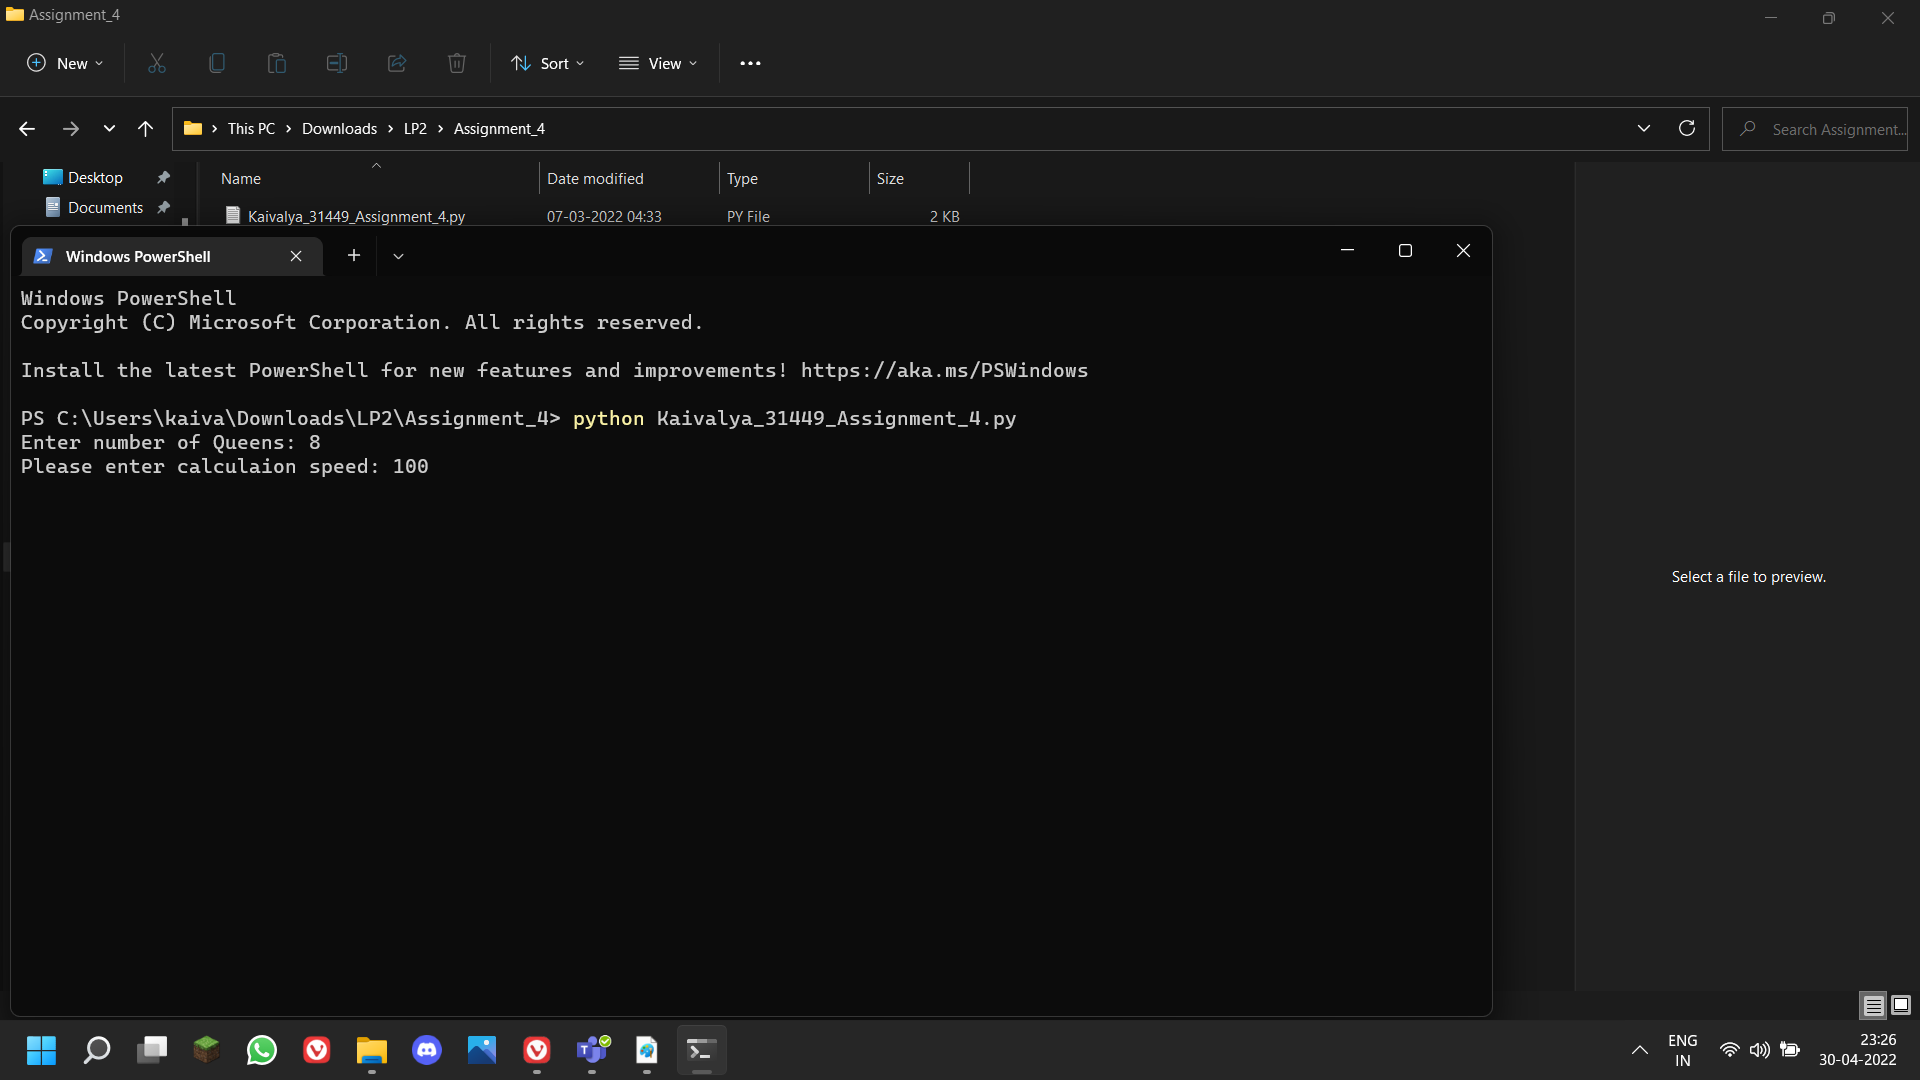 Assignment_4
New
Sort
View
This PC > Downloads > LP2 > Assignment_4
Search Assignment...
Desktop
Documents
Name
Date modified
Type
Size
Kaivalya_31449_Assignment_4.py
07-03-2022 04:33
PY File
2 KB
Windows PowerShell
Windows PowerShell
Copyright (C) Microsoft Corporation. All rights reserved.
Install the latest PowerShell for new features and improvements! https://aka.ms/PSWindows
PS C:\Users\kaiva\Downloads\LP2\Assignment_4> python Kaivalya_31449_Assignment_4.py
Enter number of Queens: 8
Please enter calculaion speed: 100
Select a file to preview.
ENG
IN
23:26
30-04-2022